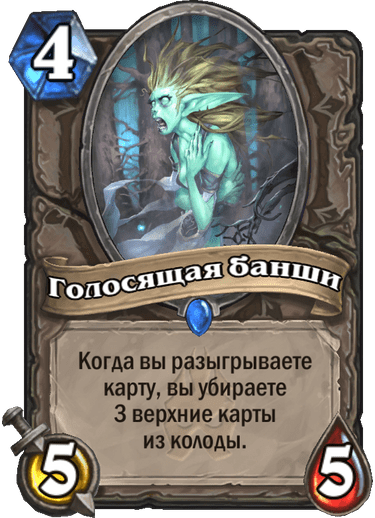 4
Голосящая банши
Когда вы разыгрываете
карту, вы убираете
3 верхние карты
из колоды.
5
5